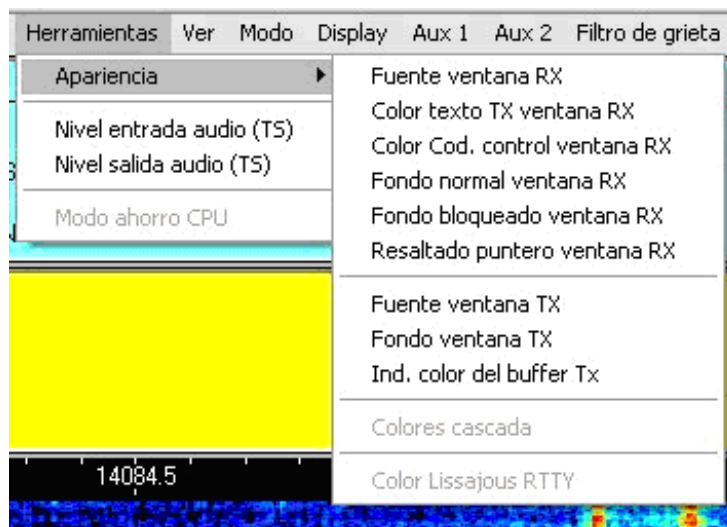 Herramientas Ver Modo Display Aux 1 Aux 2 Filtro de grieta
Apariencia
Nivel entrada audio (TS)
Nivel salida audio (TS)
Modo ahorro CPU
Fuente ventana RX
Color texto TX ventana RX
Color Cod. control ventana RX
Fondo normal ventana RX
Fondo bloqueado ventana RX
Resaltado puntero ventana RX
Fuente ventana TX
Fondo ventana TX
Ind. color del buffer Tx
Colores cascada
Color Lissajous RTTY
14084.5